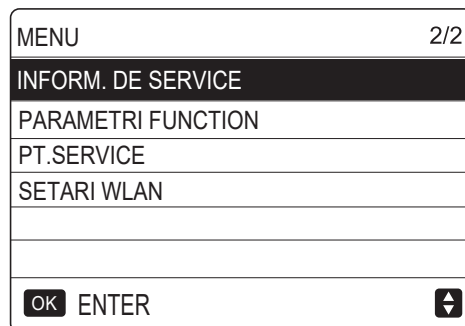 MENU 2/2
INFORM. DE SERVICE
PARAMETRI FUNCTION
PT.SERVICE
SETARI WLAN
OK ENTER